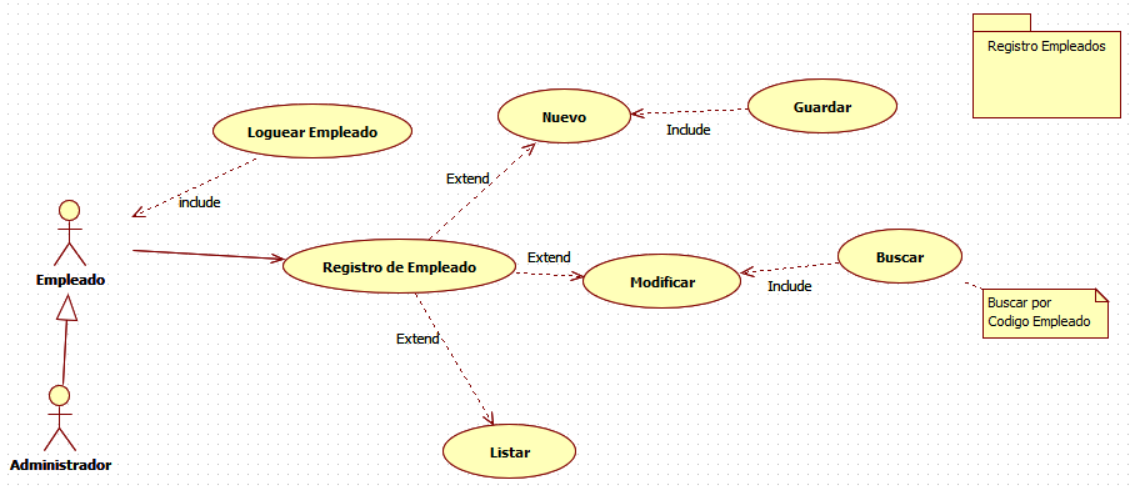 Registro Empleados
Loguear Empleado
Nuevo
Guardar
Include
Extend
include
Empleado
Registro de Empleado
Extend
Modificar
Include
Buscar
Buscar por
Codigo Empleado
Extend
Listar
Administrador